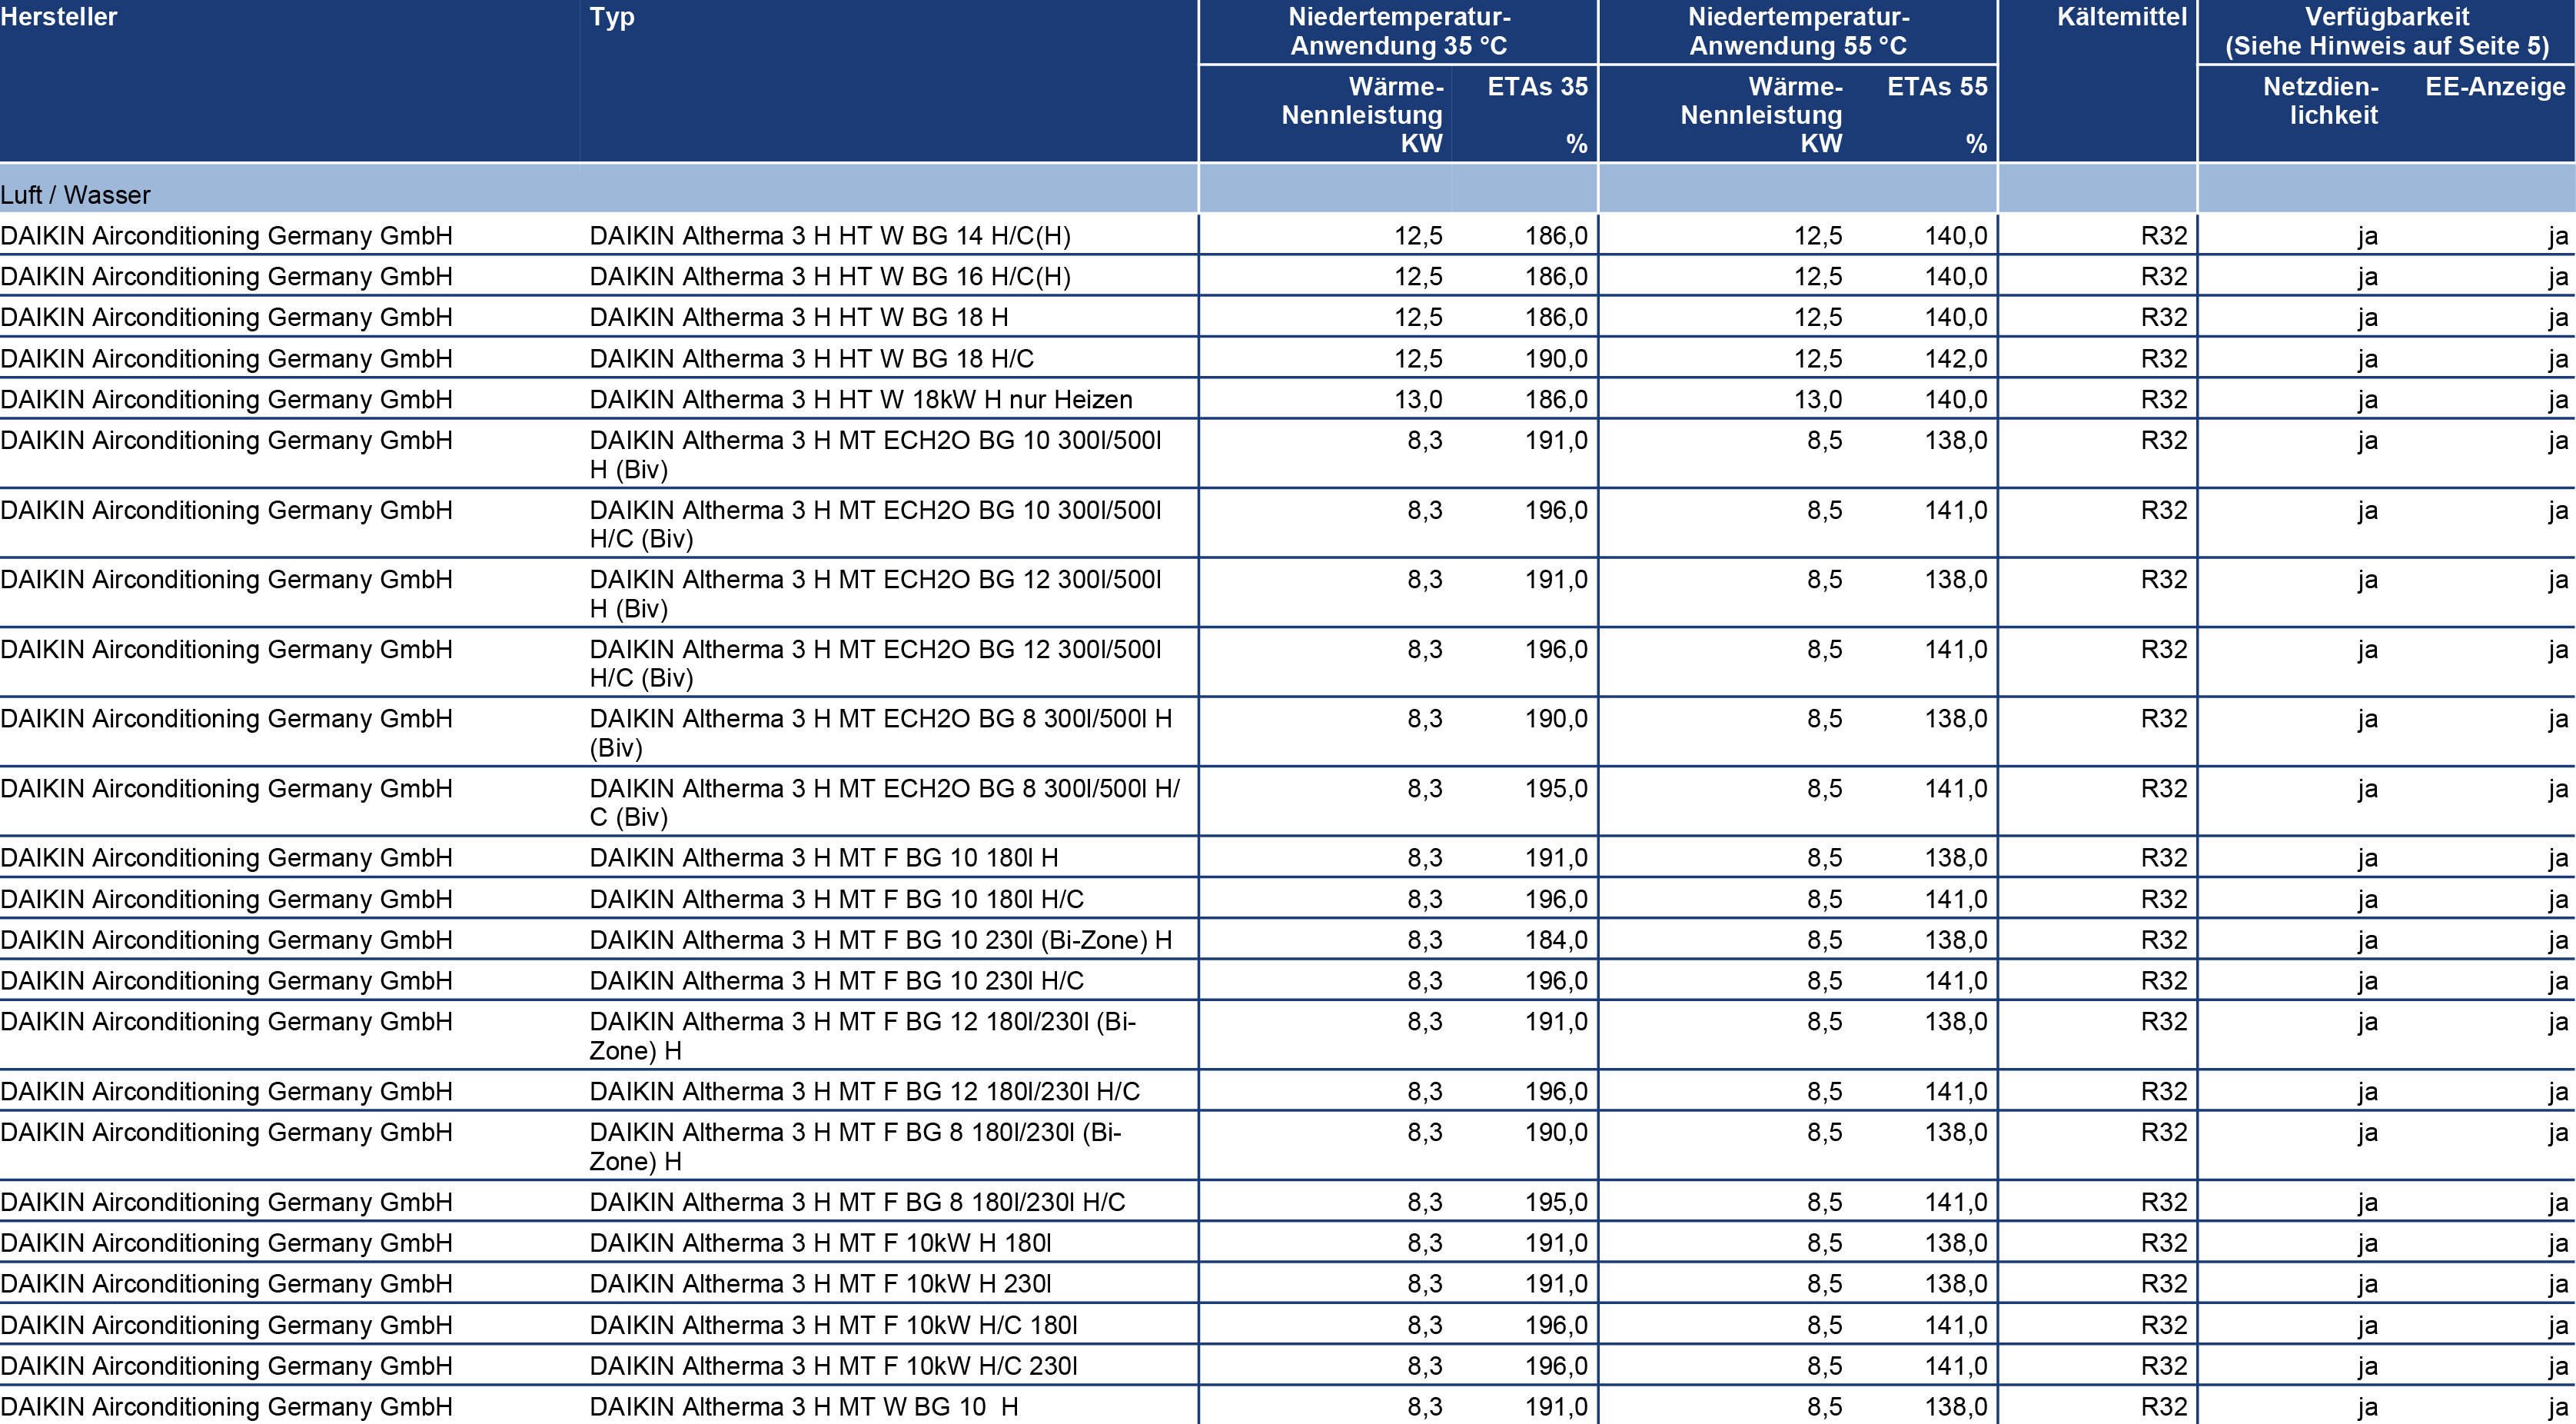 Hersteller Typ Niedertemperatur- Niedertemperatur- Kältemittel Verfügbarkeit
Anwendung 35 °C Anwendung 55 °C (Siehe Hinweis auf Seite 5)
Wärme- ETAs 35 Wärme- ETAs 55 Netzdien- EE-Anzeige
Nennleistung Nennleistung lichkeit
KW % KW %
Luft / Wasser
DAIKIN Airconditioning Germany GmbH DAIKIN Altherma 3 H HT W BG 14 H/C(H) 12,5 186,0 12,5 140,0 R32 ja ja
DAIKIN Airconditioning Germany GmbH DAIKIN Altherma 3 H HT W BG 16 H/C(H) 12,5 186,0 12,5 140,0 R32 ja ja
DAIKIN Airconditioning Germany GmbH DAIKIN Altherma 3 H HT W BG 18 H 12,5 186,0 12,5 140,0 R32 ja ja
DAIKIN Airconditioning Germany GmbH DAIKIN Altherma 3 H HT W BG 18 H/C 12,5 190,0 12,5 142,0 R32 ja ja
DAIKIN Airconditioning Germany GmbH DAIKIN Altherma 3 H HT W 18kW H nur Heizen 13,0 186,0 13,0 140,0 R32 ja ja
DAIKIN Airconditioning Germany GmbH DAIKIN Altherma 3 H MT ECH2O BG 10 300l/500l 8,3 191,0 8,5 138,0 R32 ja ja
H (Biv)
DAIKIN Airconditioning Germany GmbH DAIKIN Altherma 3 H MT ECH2O BG 10 300l/500l 8,3 196,0 8,5 141,0 R32 ja ja
H/C (Biv)
DAIKIN Airconditioning Germany GmbH DAIKIN Altherma 3 H MT ECH2O BG 12 300l/500l 8,3 191,0 8,5 138,0 R32 ja ja
H (Biv)
DAIKIN Airconditioning Germany GmbH DAIKIN Altherma 3 H MT ECH2O BG 12 300l/500l 8,3 196,0 8,5 141,0 R32 ja ja
H/C (Biv)
DAIKIN Airconditioning Germany GmbH DAIKIN Altherma 3 H MT ECH2O BG 8 300l/500l H 8,3 190,0 8,5 138,0 R32 ja ja
(Biv)
DAIKIN Airconditioning Germany GmbH DAIKIN Altherma 3 H MT ECH2O BG 8 300l/500l H/ 8,3 195,0 8,5 141,0 R32 ja ja
C (Biv)
DAIKIN Airconditioning Germany GmbH DAIKIN Altherma 3 H MT F BG 10 180l H 8,3 191,0 8,5 138,0 R32 ja ja
DAIKIN Airconditioning Germany GmbH DAIKIN Altherma 3 H MT F BG 10 180l H/C 8,3 196,0 8,5 141,0 R32 ja ja
DAIKIN Airconditioning Germany GmbH DAIKIN Altherma 3 H MT F BG 10 230l (Bi-Zone) H 8,3 184,0 8,5 138,0 R32 ja ja
DAIKIN Airconditioning Germany GmbH DAIKIN Altherma 3 H MT F BG 10 230l H/C 8,3 196,0 8,5 141,0 R32 ja ja
DAIKIN Airconditioning Germany GmbH DAIKIN Altherma 3 H MT F BG 12 180l/230l (Bi- 8,3 191,0 8,5 138,0 R32 ja ja
Zone) H
DAIKIN Airconditioning Germany GmbH DAIKIN Altherma 3 H MT F BG 12 180l/230l H/C 8,3 196,0 8,5 141,0 R32 ja ja
DAIKIN Airconditioning Germany GmbH DAIKIN Altherma 3 H MT F BG 8 180l/230l (Bi- 8,3 190,0 8,5 138,0 R32 ja ja
Zone) H
DAIKIN Airconditioning Germany GmbH DAIKIN Altherma 3 H MT F BG 8 180l/230l H/C 8,3 195,0 8,5 141,0 R32 ja ja
DAIKIN Airconditioning Germany GmbH DAIKIN Altherma 3 H MT F 10kW H 180l 8,3 191,0 8,5 138,0 R32 ja ja
DAIKIN Airconditioning Germany GmbH DAIKIN Altherma 3 H MT F 10kW H 230l 8,3 191,0 8,5 138,0 R32 ja ja
DAIKIN Airconditioning Germany GmbH DAIKIN Altherma 3 H MT F 10kW H/C 180l 8,3 196,0 8,5 141,0 R32 ja ja
DAIKIN Airconditioning Germany GmbH DAIKIN Altherma 3 H MT F 10kW H/C 230l 8,3 196,0 8,5 141,0 R32 ja ja
DAIKIN Airconditioning Germany GmbH DAIKIN Altherma 3 H MT W BG 10 H 8,3 191,0 8,5 138,0 R32 ja ja